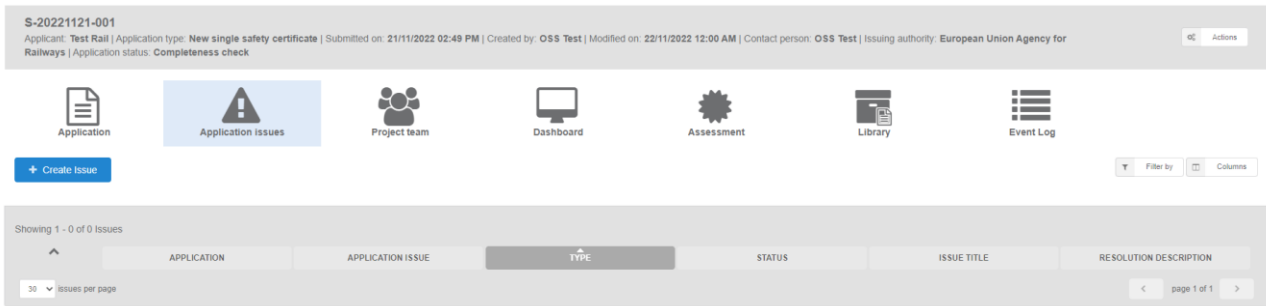 S-20221121-001
Applicant: Test Rail | Application type: New single safety certificate | Submitted on: 21/11/2022 02:49 PM | Created by: OSS Test | Modified on: 22/11/2022 12:00 AM | Contact person: OSS Test | Issuing authority: European Union Agency for
Railways | Application status: Completeness check
Actions
Application Application issues Project team Dashboard Assessment Library Event Log
+ Create Issue
Filter by Columns
Showing 1 - 0 of 0 Issues
APPLICATION APPLICATION ISSUE TYPE STATUS ISSUE TITLE RESOLUTION DESCRIPTION
30 issues per page < page 1 of 1 >